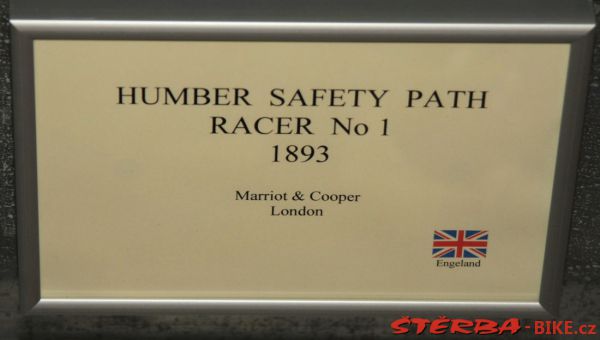 HUMBER SAFETY PATH
RACER No 1
1893
Marriot & Cooper
London
Engeland
ŠTĚRBA-BIKE.cz